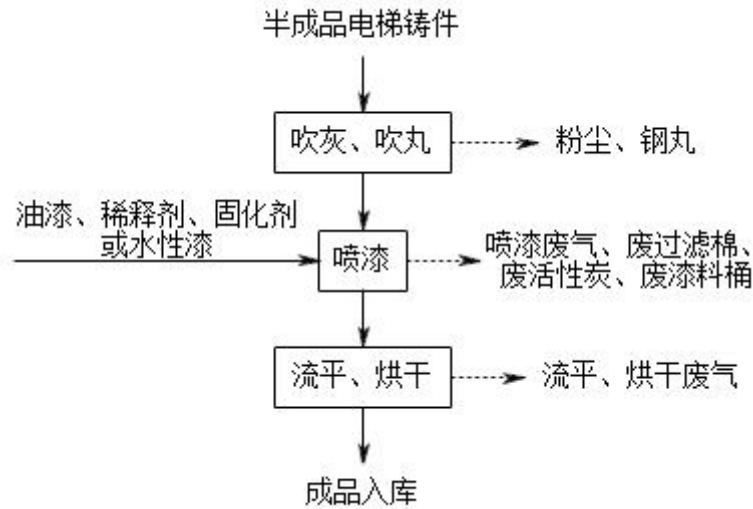 半成品电梯铸件
吹灰、吹丸
粉尘、钢丸
油漆、稀释剂、固化剂
或水性漆
喷漆
喷漆废气、废过滤棉、
废活性炭、废漆料桶
流平、烘干
流平、烘干废气
成品入库